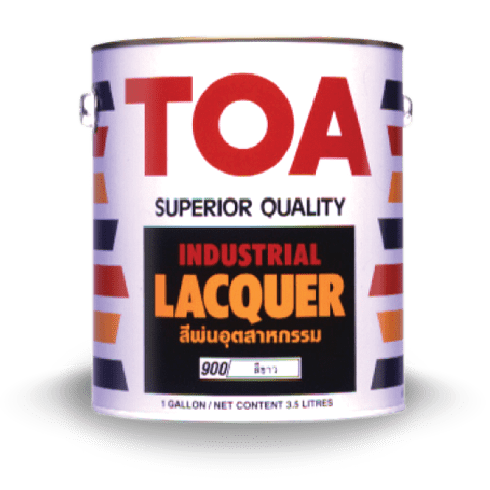 TOA
SUPERIOR QUALITY
INDUSTRIAL
LACQUER
สีพ่นอุตสาหกรรม
900 สีขาว
1 GALLON / NET CONTENT 3.5 LITRES